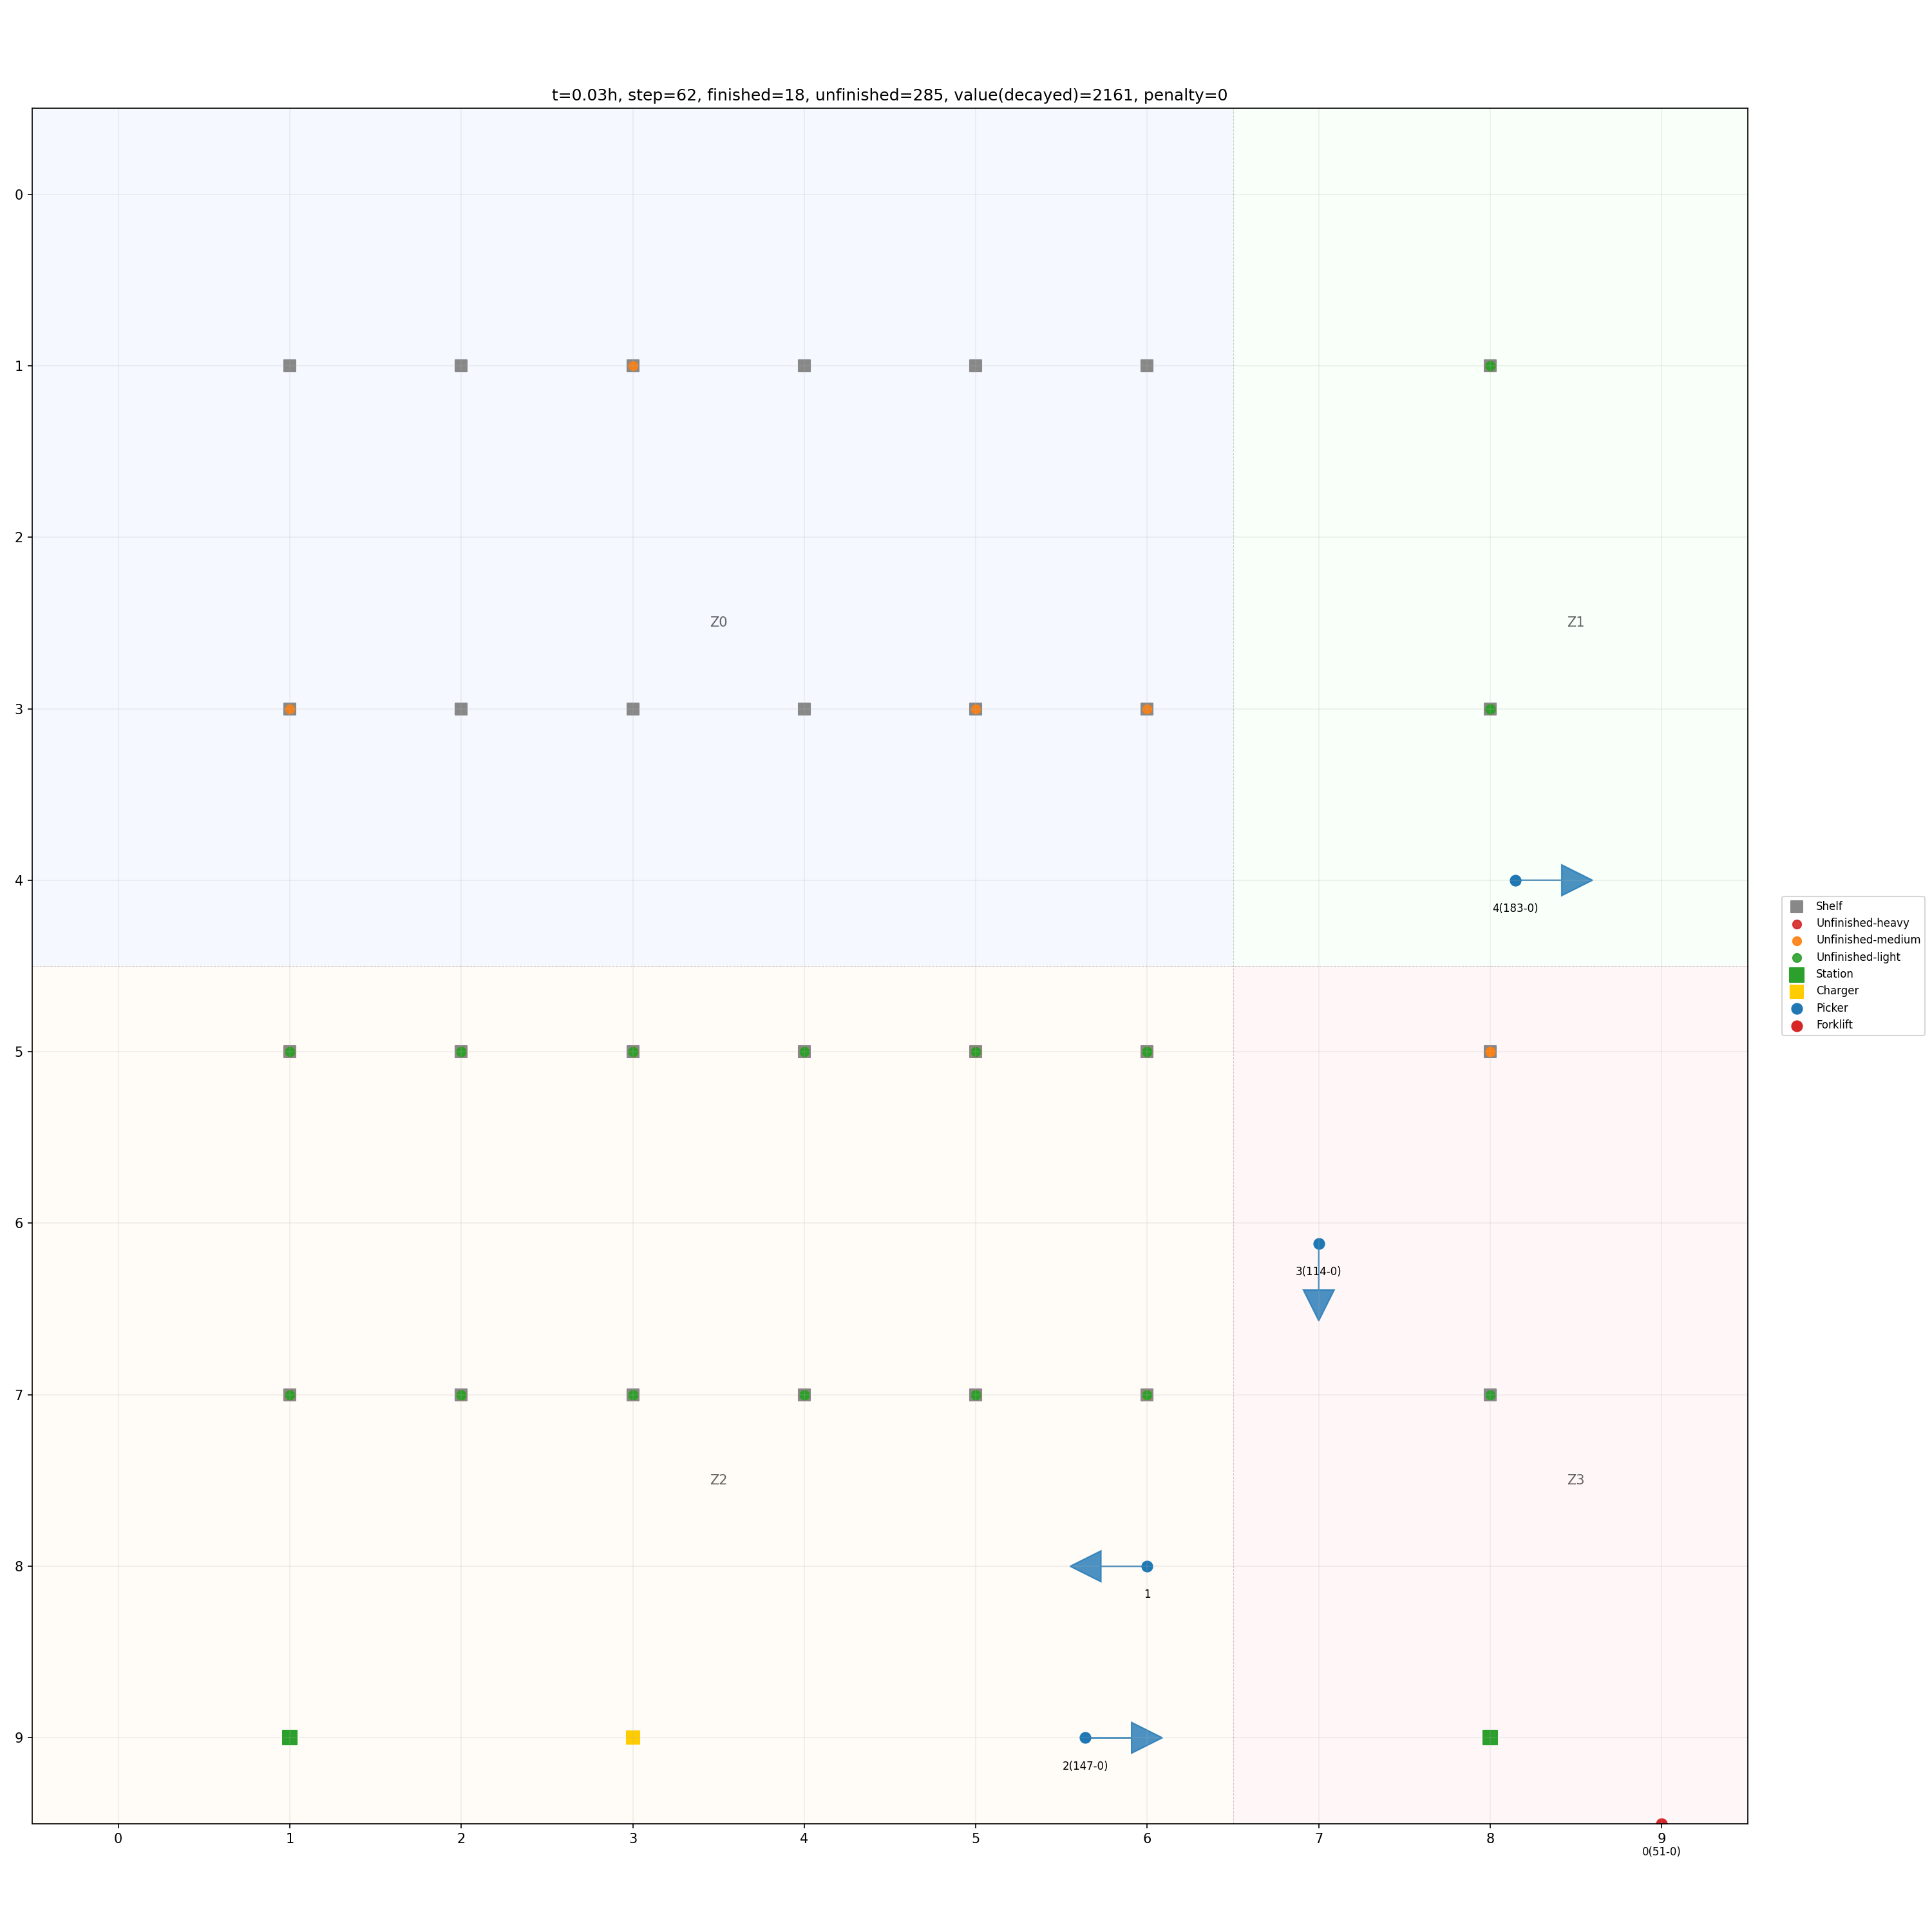 t=0.03h, step=62, finished=18, unfinished=285, value(decayed)=2161, penalty=0
0
1
2
Z0
Z1
3
4
4(183-0)
Shelf
Unfinished-heavy
Unfinished-medium
Unfinished-light
Station
Charger
Picker
Forklift
5
6
3(114-0)
7
Z2
Z3
8
1
9
2(147-0)
0 1 2 3 4 5 6 7 8 9
0(51-0)